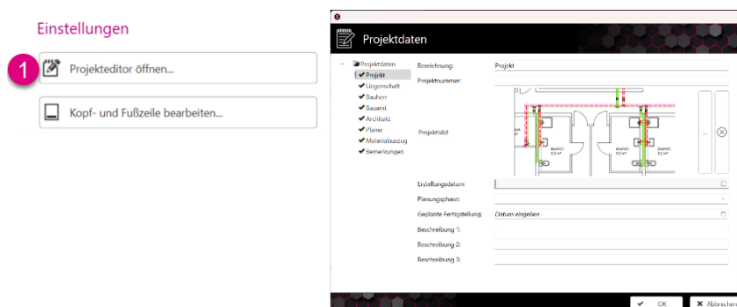 Einstellungen
1
Projekteditor öffnen...
Kopf- und Fußzeile bearbeiten...
Projektdaten
Projektdaten
Projekt
Liegenschaft
Bauherr
Bauamt
Architekt
Planer
Materialauszug
Bemerkungen
Bezeichnung: Projekt
Projektnummer:
Projektbild:
Erstellungsdatum
Planungsphase:
Geplante Fertigstellung: Datum eingeben
Beschreibung 1:
Beschreibung 2:
Beschreibung 3:
OK Abbrechen